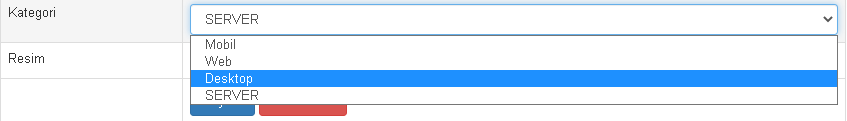 Kategori
SERVER
Mobil
Web
Resim
Desktop
SERVER